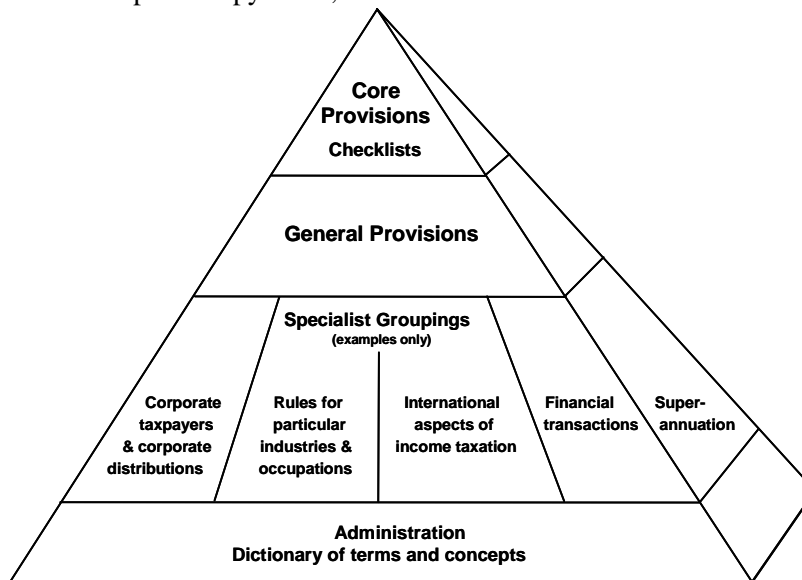 Core
Provisions
Checklists
General Provisions
Specialist Groupings
(examples only)
Corporate
taxpayers
& corporate
distributions
Rules for
particular
industries &
occupations
International
aspects of
income taxation
Financial
transactions
Super-
annuation
Administration
Dictionary of terms and concepts